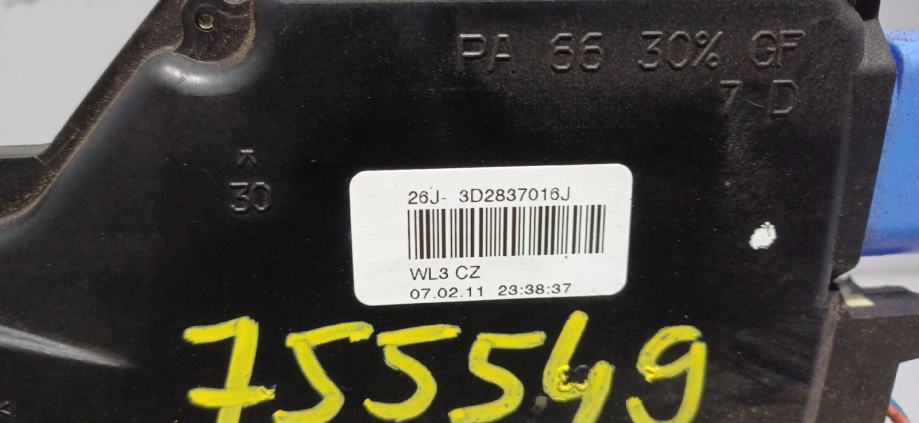 PA 66 30% GF
7 D
30
26J- 3D2837016J
WL3 CZ
07.02.11 23:38:37
755549